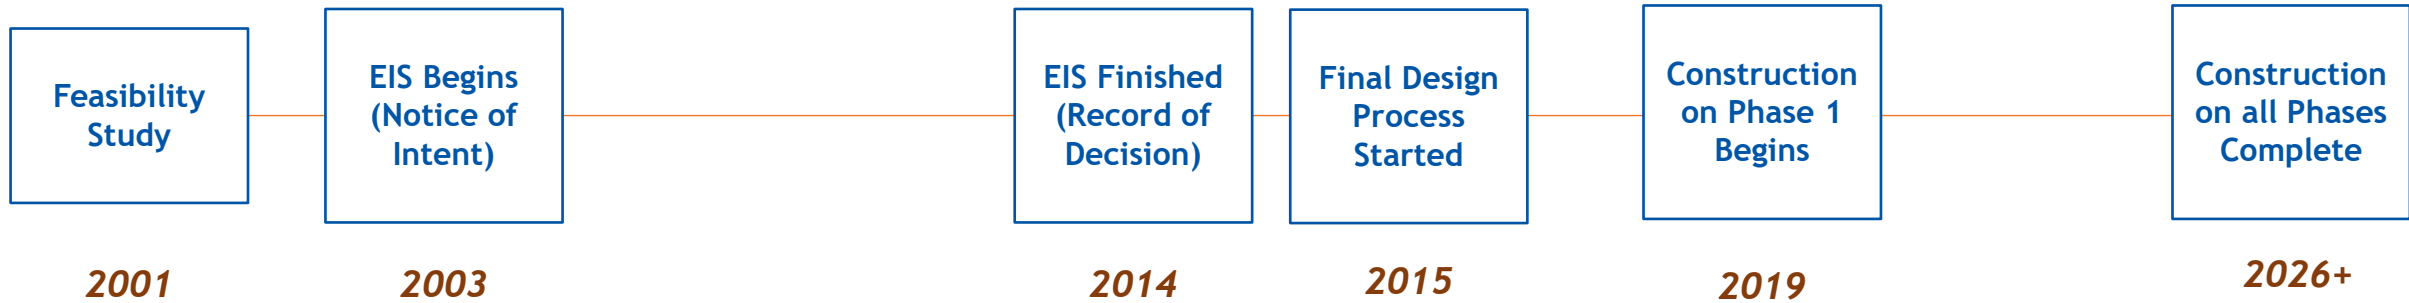 Feasibility
Study
EIS Begins
(Notice of
Intent)
EIS Finished
(Record of
Decision)
Final Design
Process
Started
Construction
on Phase 1
Begins
Construction
on all Phases
Complete
2001
2003
2014
2015
2019
2026+